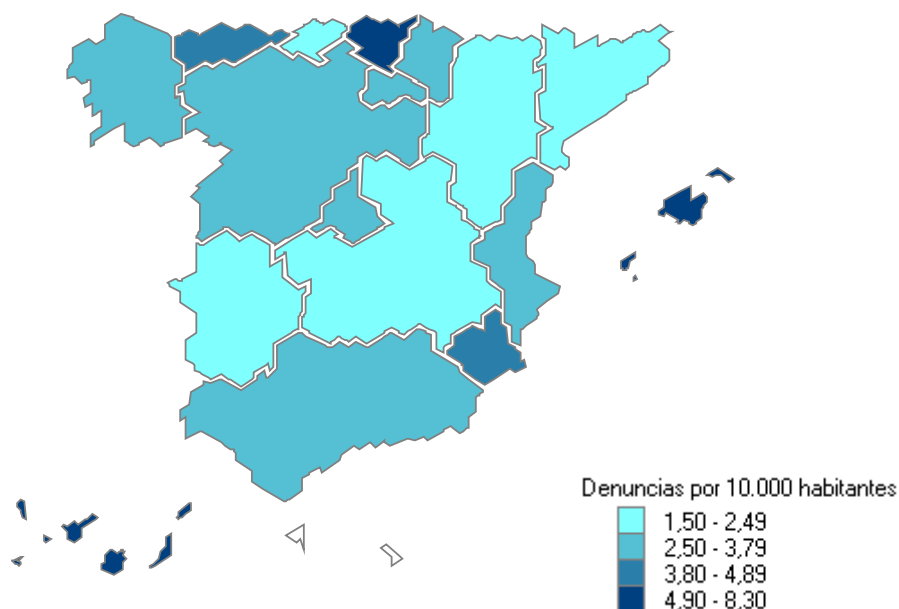 Denuncias por 10.000 habitantes
1,50 - 2,49
2,50 - 3,79
3,80 - 4,89
4,90 - 8,30